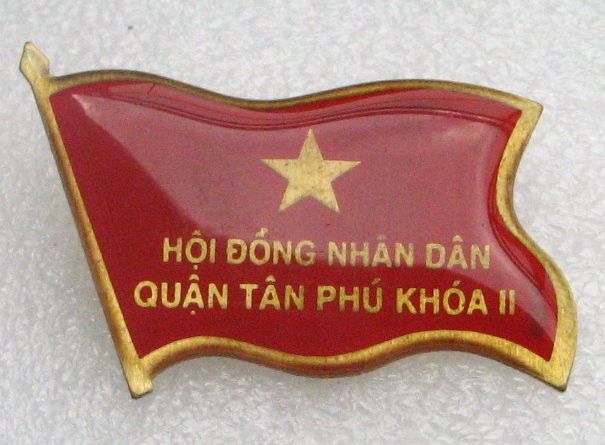 HỘI ĐỒNG NHÂN DÂN
QUẬN TÂN PHÚ KHÓA II